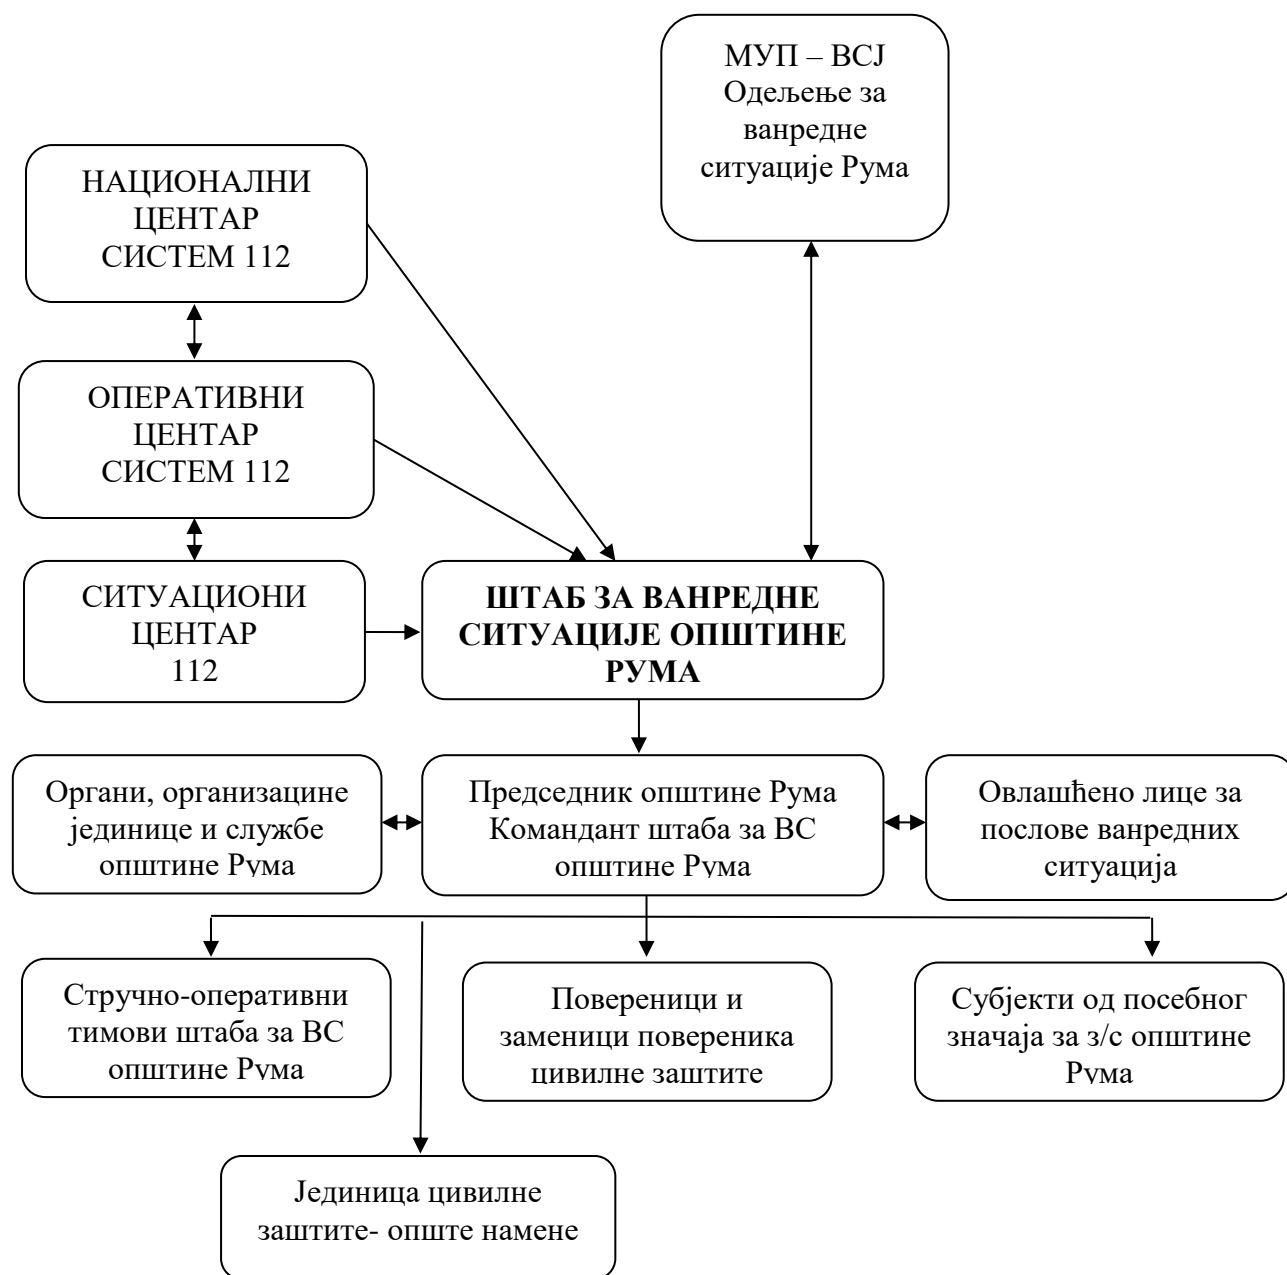 МУП – ВСЈ
Одељење за
ванредне
ситуације Рума
НАЦИОНАЛНИ
ЦЕНТАР
СИСТЕМ 112
ОПЕРАТИВНИ
ЦЕНТАР
СИСТЕМ 112
СИТУАЦИОНИ
ЦЕНТАР
112
ШТАБ ЗА ВАНРЕДНЕ
СИТУАЦИЈЕ ОПШТИНЕ
РУМА
Органи, организацине
јединице и службе
општине Рума
Председник општине Рума
Командант штаба за ВС
општине Рума
Овлашћено лице за
послове ванредних
ситуација
Стручно-оперативни
тимови штаба за ВС
општине Рума
Повереници и
заменици повереника
цивилне заштите
Субјекти од посебног
значаја за з/с општине
Рума
Јединица цивилне
заштите- опште намене